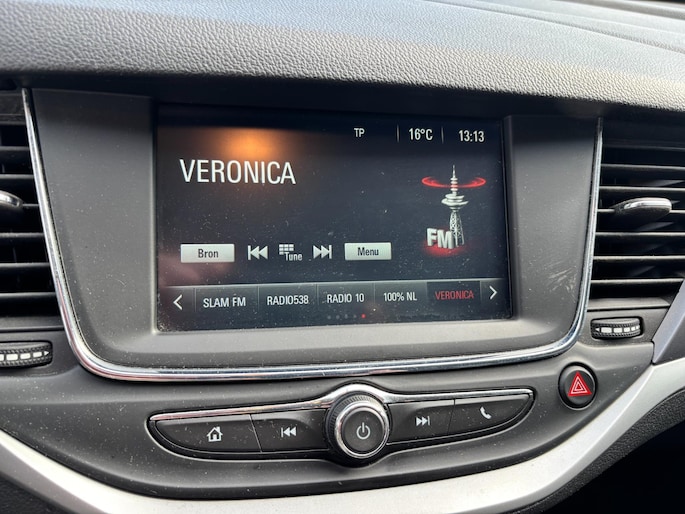 TP 16°C 13:13
VERONICA
FM
Bron Tune Menu
SLAM FM RADIO538 RADIO 10 100% NL VERONICA